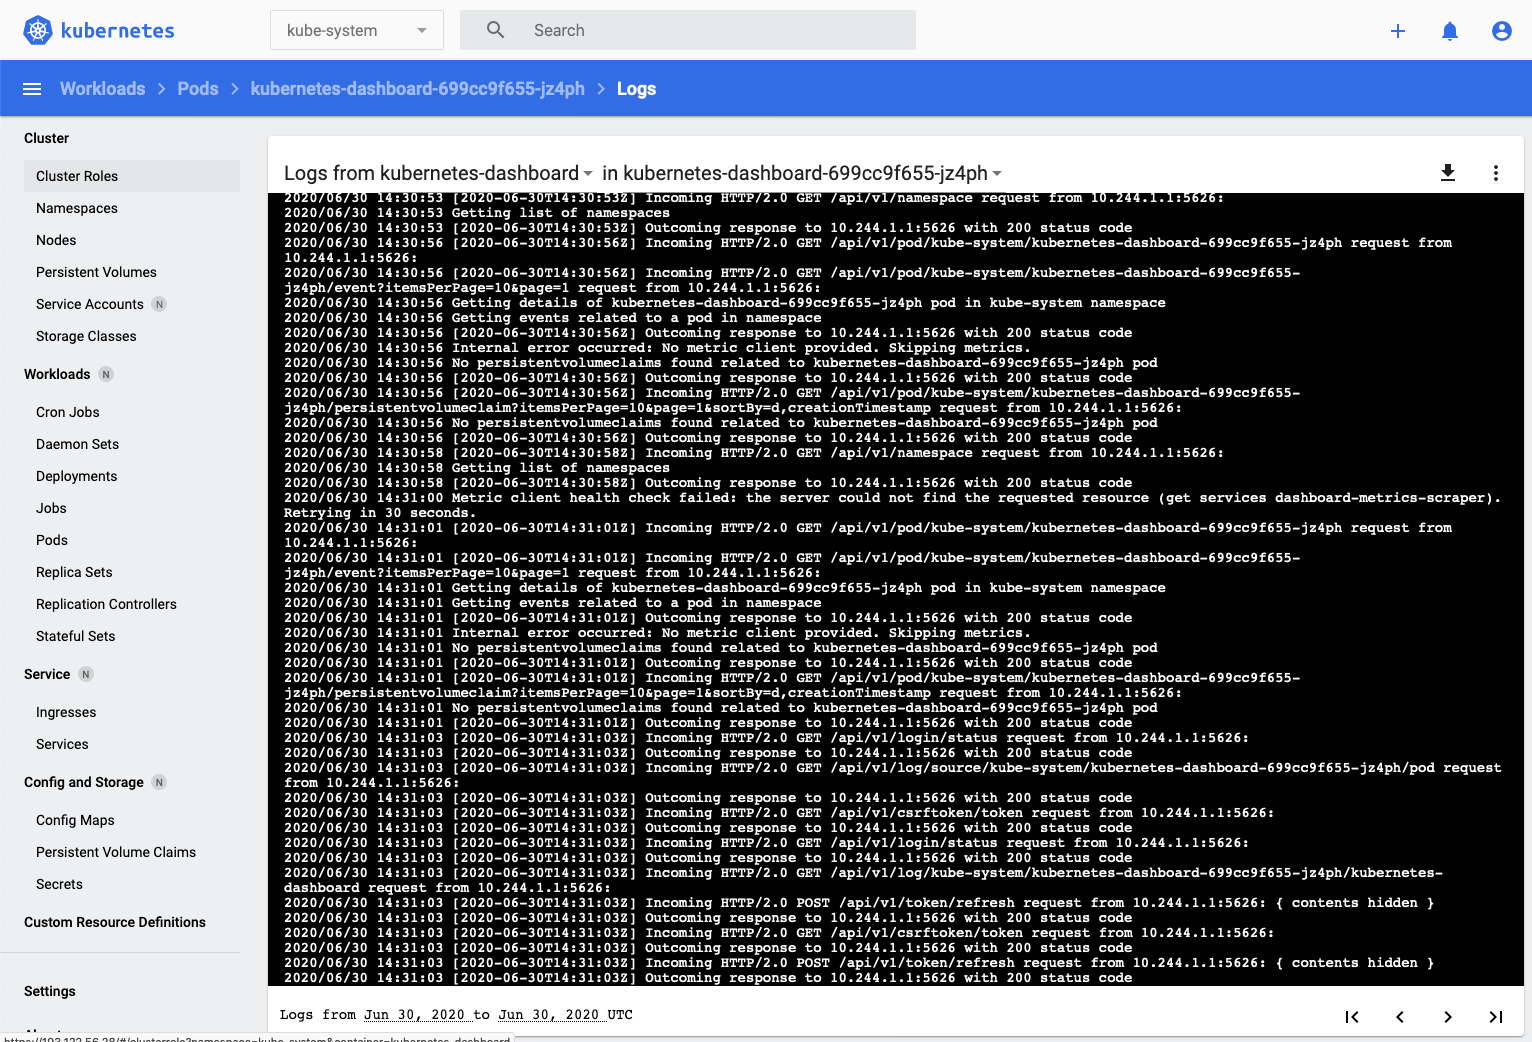 kubernetes
kube-system
Search
Workloads > Pods > kubernetes-dashboard-699cc9f655-jz4ph > Logs
Cluster
Cluster Roles
Namespaces
Nodes
Persistent Volumes
Service Accounts N
Storage Classes
Workloads N
Cron Jobs
Daemon Sets
Deployments
Jobs
Pods
Replica Sets
Replication Controllers
Stateful Sets
Service N
Ingresses
Services
Config and Storage N
Config Maps
Persistent Volume Claims
Secrets
Custom Resource Definitions
Settings
Logs from kubernetes-dashboard in kubernetes-dashboard-699cc9f655-jz4ph
2020/06/30 14:30:53 [2020-06-30T14:30:53Z] Incoming HTTP/2.0 GET /api/v1/namespace request from 10.244.1.1:5626:
2020/06/30 14:30:53 Getting list of namespaces
2020/06/30 14:30:53 [2020-06-30T14:30:53Z] Outcoming response to 10.244.1.1:5626 with 200 status code
2020/06/30 14:30:56 [2020-06-30T14:30:56Z] Incoming HTTP/2.0 GET /api/v1/pod/kube-system/kubernetes-dashboard-699cc9f655-jz4ph request from
10.244.1.1:5626:
2020/06/30 14:30:56 [2020-06-30T14:30:56Z] Incoming HTTP/2.0 GET /api/v1/pod/kube-system/kubernetes-dashboard-699cc9f655-
jz4ph/event?itemsPerPage=10&page=1 request from 10.244.1.1:5626:
2020/06/30 14:30:56 Getting details of kubernetes-dashboard-699cc9f655-jz4ph pod in kube-system namespace
2020/06/30 14:30:56 Getting events related to a pod in namespace
2020/06/30 14:30:56 [2020-06-30T14:30:56Z] Outcoming response to 10.244.1.1:5626 with 200 status code
2020/06/30 14:30:56 Internal error occurred: No metric client provided. Skipping metrics.
2020/06/30 14:30:56 No persistentvolumeclaims found related to kubernetes-dashboard-699cc9f655-jz4ph pod
2020/06/30 14:30:56 [2020-06-30T14:30:56Z] Outcoming response to 10.244.1.1:5626 with 200 status code
2020/06/30 14:30:56 [2020-06-30T14:30:56Z] Incoming HTTP/2.0 GET /api/v1/pod/kube-system/kubernetes-dashboard-699cc9f655-
jz4ph/persistentvolumeclaim?itemsPerPage=10&page=1&sortBy=d,creationTimestamp request from 10.244.1.1:5626:
2020/06/30 14:30:56 No persistentvolumeclaims found related to kubernetes-dashboard-699cc9f655-jz4ph pod
2020/06/30 14:30:56 [2020-06-30T14:30:56Z] Outcoming response to 10.244.1.1:5626 with 200 status code
2020/06/30 14:30:58 [2020-06-30T14:30:58Z] Incoming HTTP/2.0 GET /api/v1/namespace request from 10.244.1.1:5626:
2020/06/30 14:30:58 Getting list of namespaces
2020/06/30 14:30:58 [2020-06-30T14:30:58Z] Outcoming response to 10.244.1.1:5626 with 200 status code
2020/06/30 14:31:00 Metric client health check failed: the server could not find the requested resource (get services dashboard-metrics-scraper).
Retrying in 30 seconds.
2020/06/30 14:31:01 [2020-06-30T14:31:01Z] Incoming HTTP/2.0 GET /api/v1/pod/kube-system/kubernetes-dashboard-699cc9f655-jz4ph request from
10.244.1.1:5626:
2020/06/30 14:31:01 [2020-06-30T14:31:01Z] Incoming HTTP/2.0 GET /api/v1/pod/kube-system/kubernetes-dashboard-699cc9f655-
jz4ph/event?itemsPerPage=10&page=1 request from 10.244.1.1:5626:
2020/06/30 14:31:01 Getting details of kubernetes-dashboard-699cc9f655-jz4ph pod in kube-system namespace
2020/06/30 14:31:01 Getting events related to a pod in namespace
2020/06/30 14:31:01 [2020-06-30T14:31:01Z] Outcoming response to 10.244.1.1:5626 with 200 status code
2020/06/30 14:31:01 Internal error occurred: No metric client provided. Skipping metrics.
2020/06/30 14:31:01 No persistentvolumeclaims found related to kubernetes-dashboard-699cc9f655-jz4ph pod
2020/06/30 14:31:01 [2020-06-30T14:31:01Z] Outcoming response to 10.244.1.1:5626 with 200 status code
2020/06/30 14:31:01 [2020-06-30T14:31:01Z] Incoming HTTP/2.0 GET /api/v1/pod/kube-system/kubernetes-dashboard-699cc9f655-
jz4ph/persistentvolumeclaim?itemsPerPage=10&page=1&sortBy=d,creationTimestamp request from 10.244.1.1:5626:
2020/06/30 14:31:01 No persistentvolumeclaims found related to kubernetes-dashboard-699cc9f655-jz4ph pod
2020/06/30 14:31:01 [2020-06-30T14:31:01Z] Outcoming response to 10.244.1.1:5626 with 200 status code
2020/06/30 14:31:03 [2020-06-30T14:31:03Z] Incoming HTTP/2.0 GET /api/v1/login/status request from 10.244.1.1:5626:
2020/06/30 14:31:03 [2020-06-30T14:31:03Z] Outcoming response to 10.244.1.1:5626 with 200 status code
2020/06/30 14:31:03 [2020-06-30T14:31:03Z] Incoming HTTP/2.0 GET /api/v1/log/source/kube-system/kubernetes-dashboard-699cc9f655-jz4ph/pod request
from 10.244.1.1:5626:
2020/06/30 14:31:03 [2020-06-30T14:31:03Z] Outcoming response to 10.244.1.1:5626 with 200 status code
2020/06/30 14:31:03 [2020-06-30T14:31:03Z] Incoming HTTP/2.0 GET /api/v1/csrftoken/token request from 10.244.1.1:5626:
2020/06/30 14:31:03 [2020-06-30T14:31:03Z] Outcoming response to 10.244.1.1:5626 with 200 status code
2020/06/30 14:31:03 [2020-06-30T14:31:03Z] Incoming HTTP/2.0 GET /api/v1/login/status request from 10.244.1.1:5626:
2020/06/30 14:31:03 [2020-06-30T14:31:03Z] Outcoming response to 10.244.1.1:5626 with 200 status code
2020/06/30 14:31:03 [2020-06-30T14:31:03Z] Incoming HTTP/2.0 GET /api/v1/log/kube-system/kubernetes-dashboard-699cc9f655-jz4ph/kubernetes-
dashboard request from 10.244.1.1:5626:
2020/06/30 14:31:03 [2020-06-30T14:31:03Z] Incoming HTTP/2.0 POST /api/v1/token/refresh request from 10.244.1.1:5626: { contents hidden }
2020/06/30 14:31:03 [2020-06-30T14:31:03Z] Outcoming response to 10.244.1.1:5626 with 200 status code
2020/06/30 14:31:03 [2020-06-30T14:31:03Z] Incoming HTTP/2.0 GET /api/v1/csrftoken/token request from 10.244.1.1:5626:
2020/06/30 14:31:03 [2020-06-30T14:31:03Z] Outcoming response to 10.244.1.1:5626 with 200 status code
2020/06/30 14:31:03 [2020-06-30T14:31:03Z] Incoming HTTP/2.0 POST /api/v1/token/refresh request from 10.244.1.1:5626: { contents hidden }
2020/06/30 14:31:03 [2020-06-30T14:31:03Z] Outcoming response to 10.244.1.1:5626 with 200 status code
Logs from Jun 30, 2020 to Jun 30, 2020 UTC